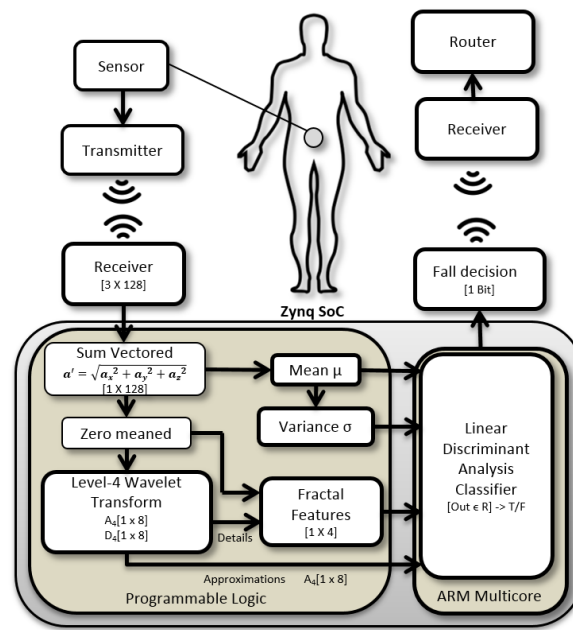 Sensor
Transmitter
Receiver
[3 X 128]
Router
Receiver
Fall decision
[1 Bit]
Zynq SoC
Sum Vectored
a' = √(aₓ² + aᵧ² + a_z²)
[1 X 128]
Mean μ
Variance σ
Zero meaned
Level-4 Wavelet
Transform
A₄[1 x 8]
D₄[1 x 8]
Details
Fractal
Features
[1 X 4]
Approximations A₄[1 x 8]
Programmable Logic
Linear
Discriminant
Analysis
Classifier
[Out ϵ R] -> T/F
ARM Multicore